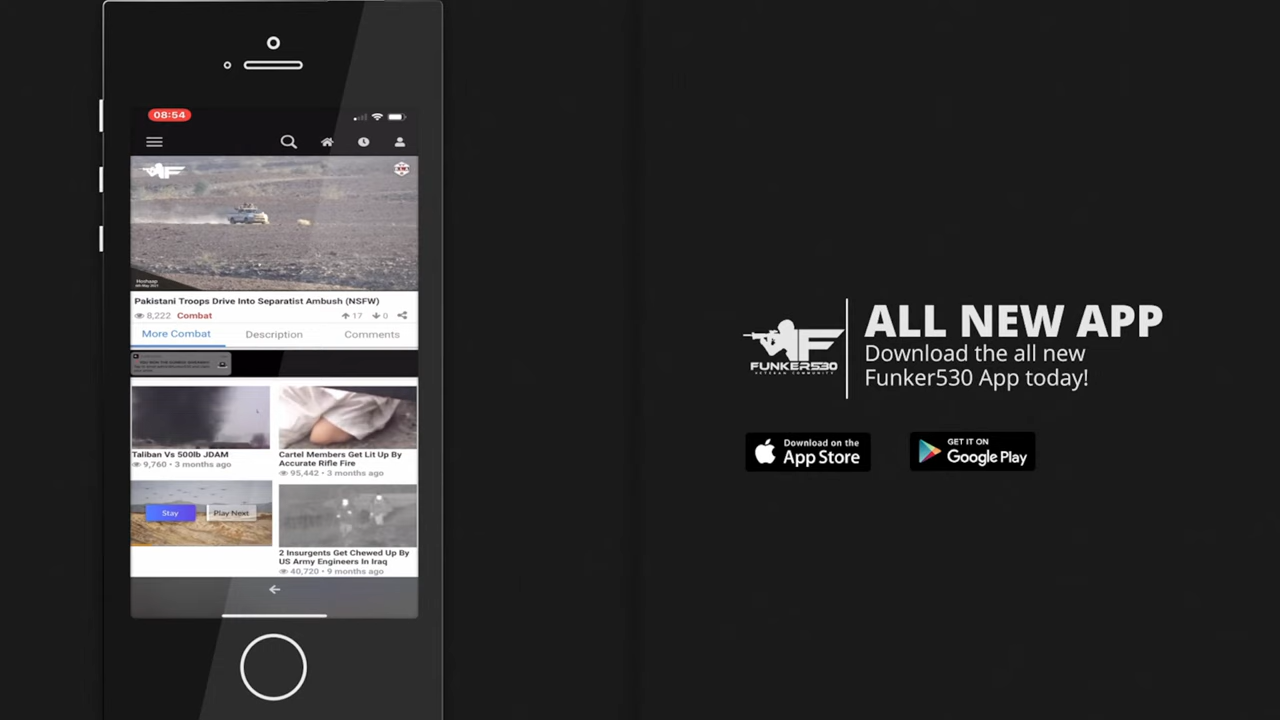 08:54
Pakistani Troops Drive Into Separatist Ambush (NSFW)
8,222 Combat
17 0
More Combat Description Comments
Taliban Vs 500lb JDAM
9,760 • 3 months ago
Cartel Members Get Lit Up By
Accurate Rifle Fire
95,442 • 3 months ago
Stay
Play Next
2 Insurgents Get Chewed Up By
US Army Engineers In Iraq
40,720 • 9 months ago
FUNKER530
VETERAN COMMUNITY
ALL NEW APP
Download the all new
Funker530 App today!
Download on the
App Store
GET IT ON
Google Play